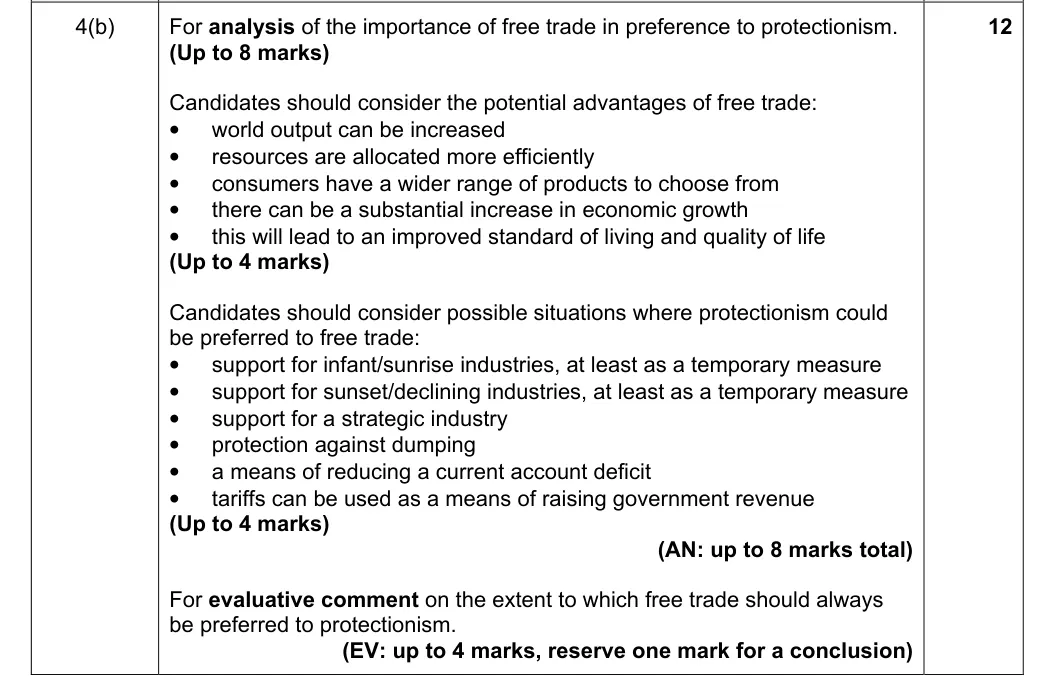 4(b)
For analysis of the importance of free trade in preference to protectionism.
12
(Up to 8 marks)
Candidates should consider the potential advantages of free trade:
• world output can be increased
• resources are allocated more efficiently
• consumers have a wider range of products to choose from
• there can be a substantial increase in economic growth
• this will lead to an improved standard of living and quality of life
(Up to 4 marks)
Candidates should consider possible situations where protectionism could
be preferred to free trade:
• support for infant/sunrise industries, at least as a temporary measure
• support for sunset/declining industries, at least as a temporary measure
• support for a strategic industry
• protection against dumping
• a means of reducing a current account deficit
• tariffs can be used as a means of raising government revenue
(Up to 4 marks)
(AN: up to 8 marks total)
For evaluative comment on the extent to which free trade should always
be preferred to protectionism.
(EV: up to 4 marks, reserve one mark for a conclusion)